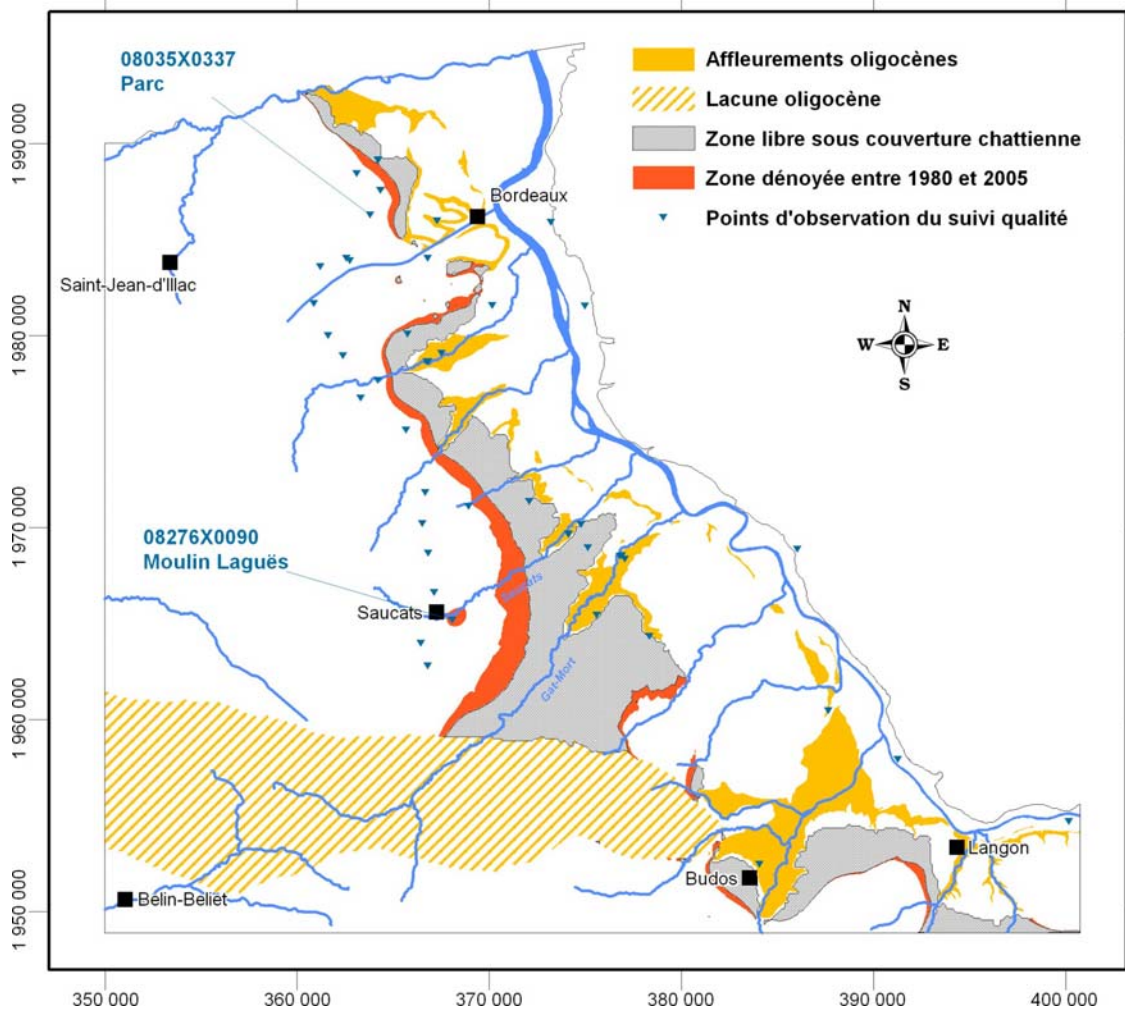 08035X0337
Parc
Affleurements oligocènes
Lacune oligocène
Zone libre sous couverture chattienne
Zone dénoyée entre 1980 et 2005
Points d'observation du suivi qualité
Bordeaux
Saint-Jean-d'Illac
N
W
E
S
08276X0090
Moulin Laguës
Saucats
Saucats
Gat-Mort
Langon
Budos
Belin-Beliet
1 990 000
1 980 000
1 970 000
1 960 000
1 950 000
350 000
360 000
370 000
380 000
390 000
400 000